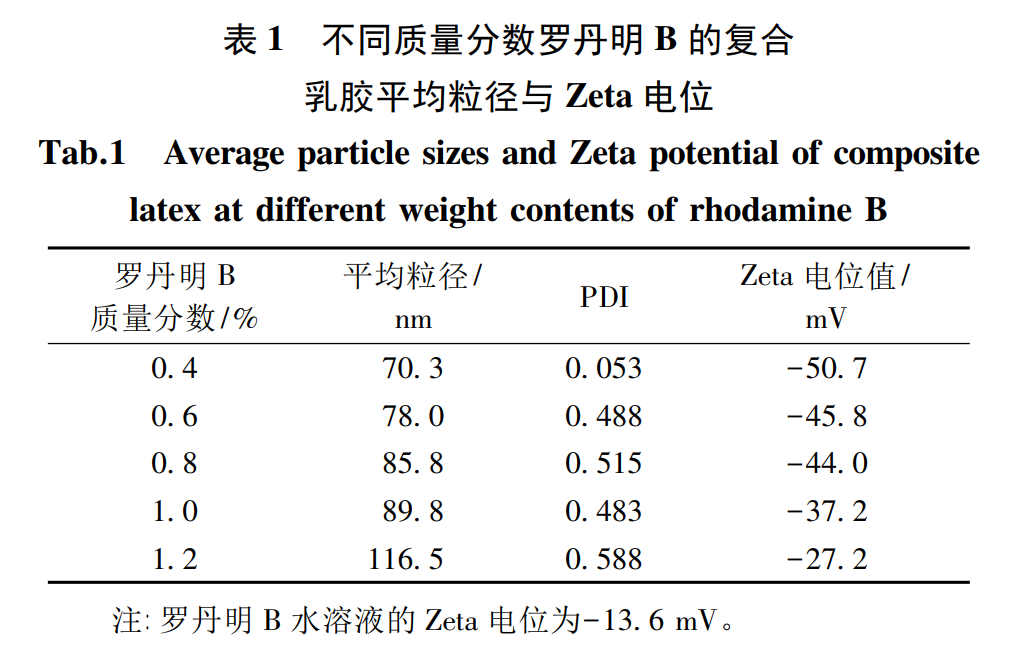 表 1 不同质量分数罗丹明 B 的复合
乳胶平均粒径与 Zeta 电位
Tab.1 Average particle sizes and Zeta potential of composite
latex at different weight contents of rhodamine B
罗丹明 B 平均粒径/ PDI Zeta 电位值/
质量分数/% nm mV
0.4 70.3 0.053 -50.7
0.6 78.0 0.488 -45.8
0.8 85.8 0.515 -44.0
1.0 89.8 0.483 -37.2
1.2 116.5 0.588 -27.2
注: 罗丹明 B 水溶液的 Zeta 电位为-13.6 mV。